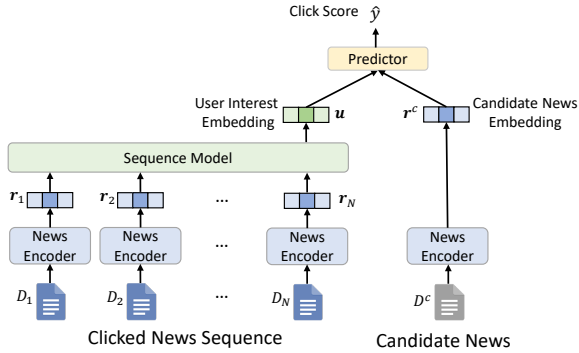 Click Score ŷ
Predictor
User Interest
Embedding
u
r^c
Candidate News
Embedding
Sequence Model
r_1
r_2
...
r_N
News
Encoder
News
Encoder
...
News
Encoder
News
Encoder
D_1
D_2
...
D_N
D^c
Clicked News Sequence
Candidate News